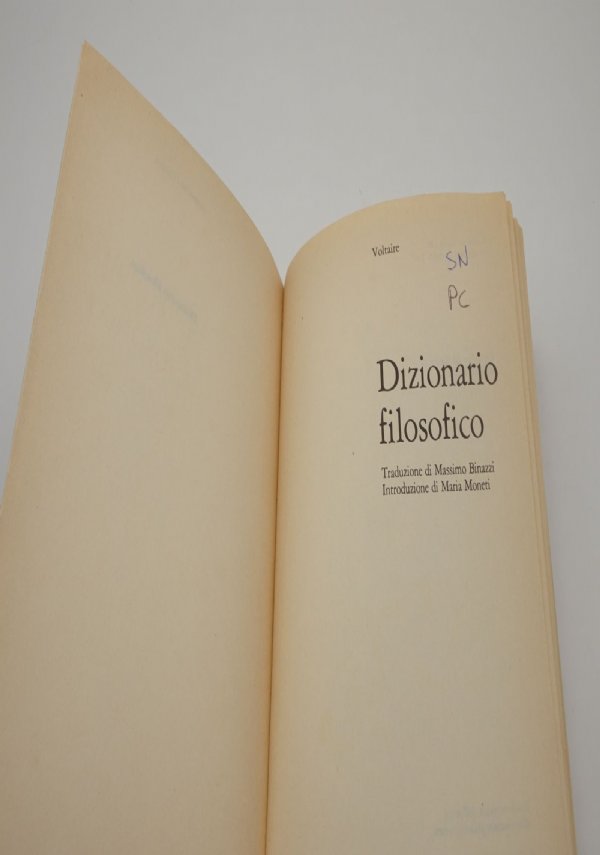 Voltaire
SN
PC
Dizionario
filosofico
Traduzione di Massimo Binazzi
Introduzione di Maria Moneti